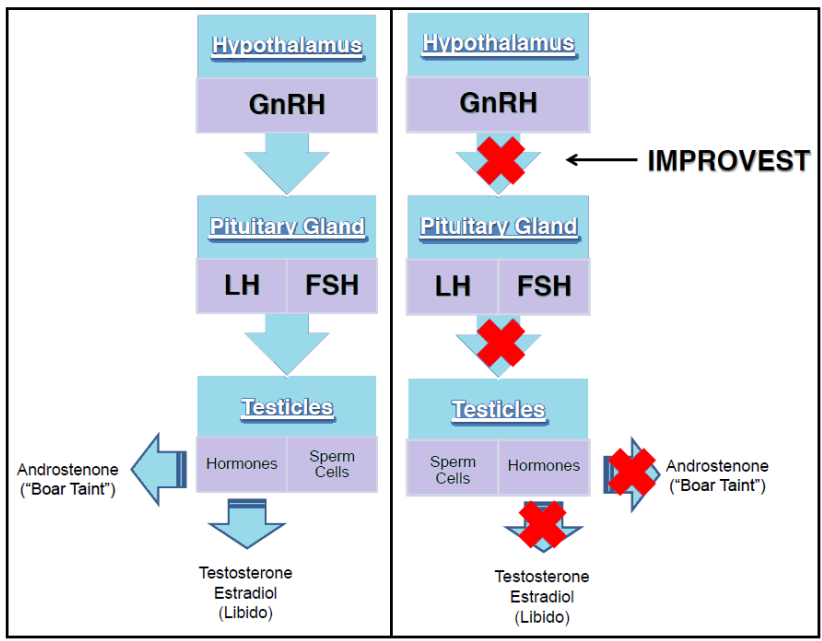 Hypothalamus
GnRH
Pituitary Gland
LH
FSH
Testicles
Hormones
Sperm
Cells
Androstenone
(“Boar Taint”)
Testosterone
Estradiol
(Libido)
Hypothalamus
GnRH
IMPROVEST
Pituitary Gland
LH
FSH
Testicles
Sperm
Cells
Hormones
Androstenone
(“Boar Taint”)
Testosterone
Estradiol
(Libido)